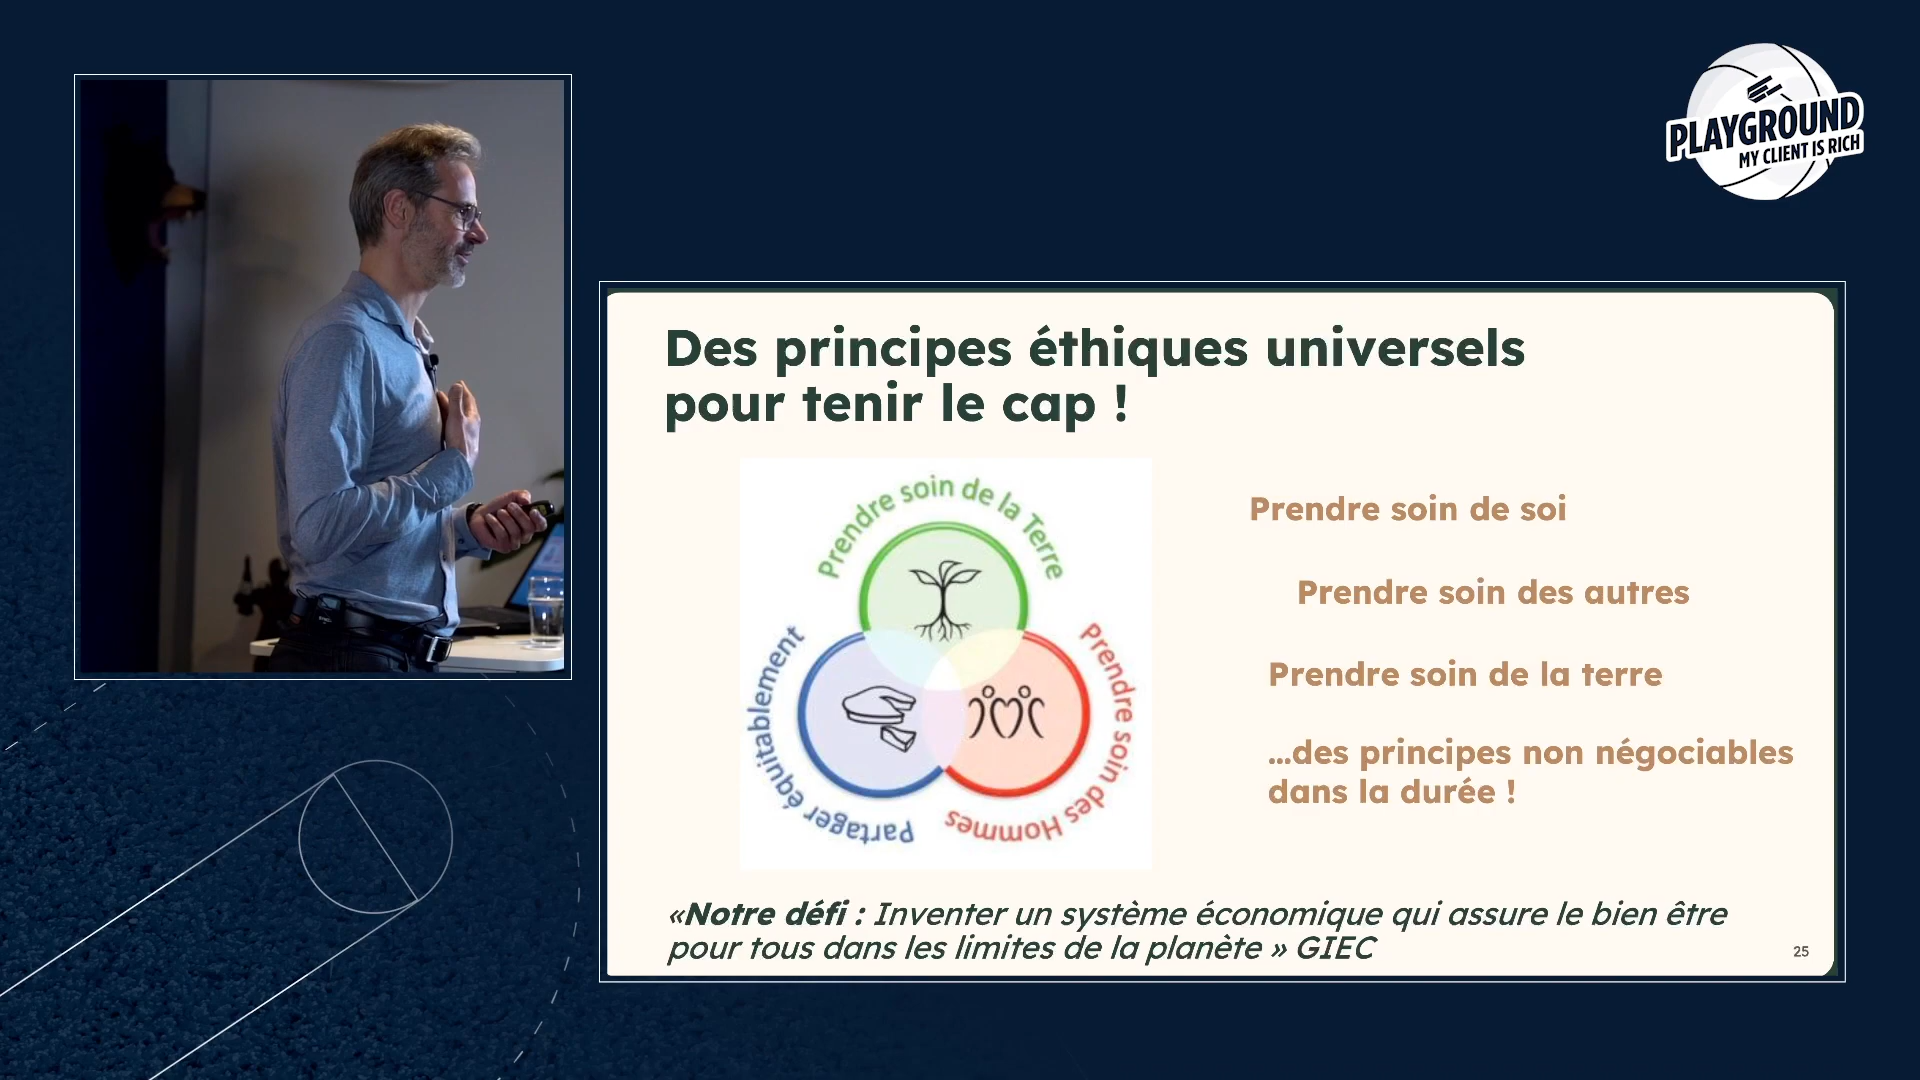 PLAYGROUND
MY CLIENT IS RICH
Des principes éthiques universels
pour tenir le cap !
Prendre soin de la Terre
Partager équitablement
Prendre soin des Hommes
Prendre soin de soi
Prendre soin des autres
Prendre soin de la terre
...des principes non négociables
dans la durée !
«Notre défi : Inventer un système économique qui assure le bien être
pour tous dans les limites de la planète » GIEC
25